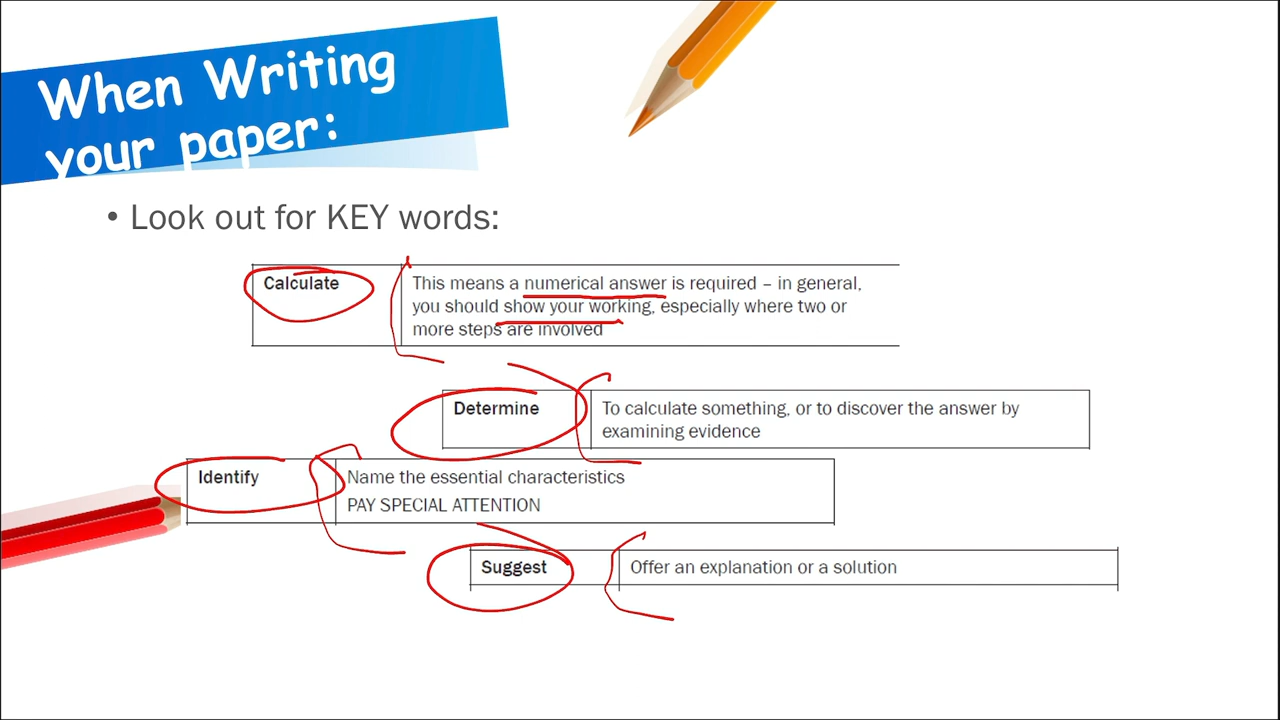 When Writing
your paper:
• Look out for KEY words:
Calculate
This means a numerical answer is required – in general,
you should show your working, especially where two or
more steps are involved
Determine
To calculate something, or to discover the answer by
examining evidence
Identify
Name the essential characteristics
PAY SPECIAL ATTENTION
Suggest
Offer an explanation or a solution